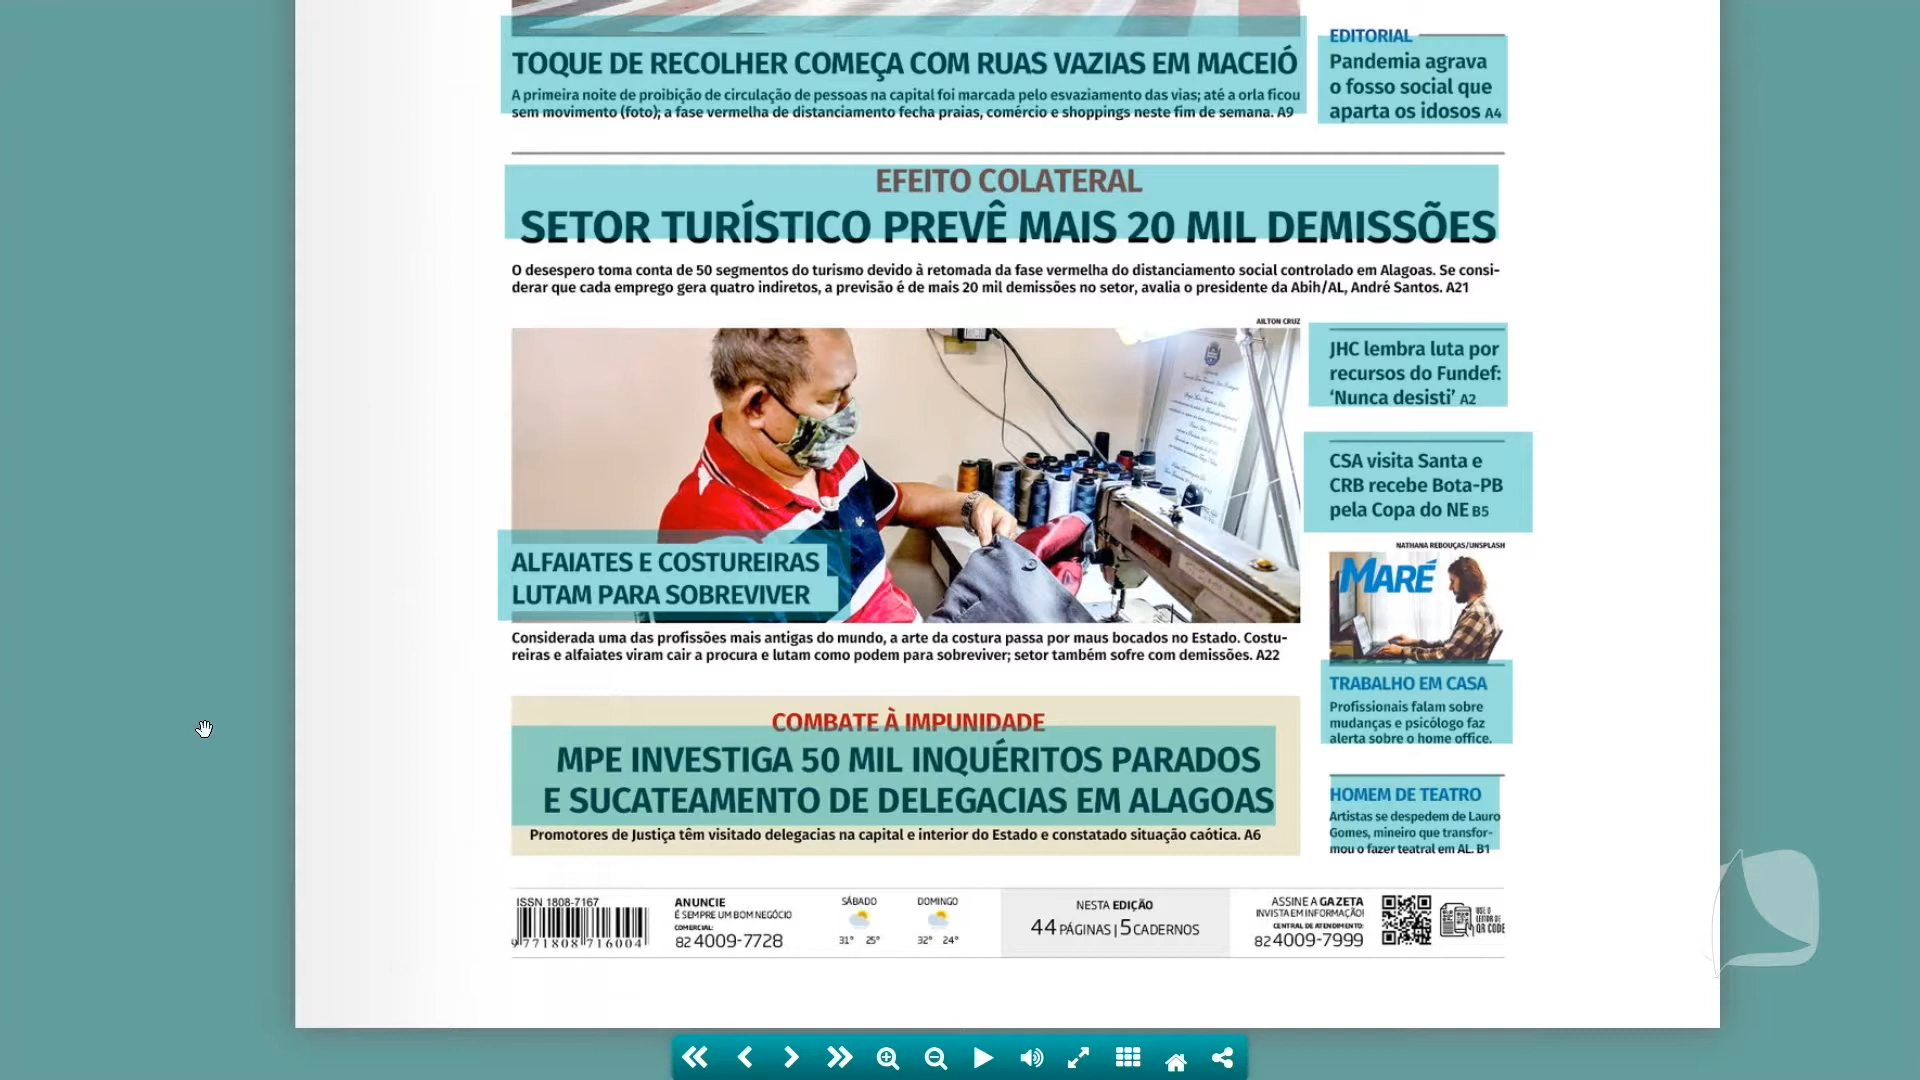 TOQUE DE RECOLHER COMEÇA COM RUAS VAZIAS EM MACEIÓ
A primeira noite de proibição de circulação de pessoas na capital foi marcada pelo esvaziamento das vias; até a orla ficou
sem movimento (foto); a fase vermelha de distanciamento fecha praias, comércio e shoppings neste fim de semana. A9
EDITORIAL
Pandemia agrava
o fosso social que
aparta os idosos A4
EFEITO COLATERAL
SETOR TURÍSTICO PREVÊ MAIS 20 MIL DEMISSÕES
O desespero toma conta de 50 segmentos do turismo devido à retomada da fase vermelha do distanciamento social controlado em Alagoas. Se consi-
derar que cada emprego gera quatro indiretos, a previsão é de mais 20 mil demissões no setor, avalia o presidente da Abih/AL, André Santos. A21
AILTON CRUZ
ALFAIATES E COSTUREIRAS
LUTAM PARA SOBREVIVER
Considerada uma das profissões mais antigas do mundo, a arte da costura passa por maus bocados no Estado. Costu-
reiras e alfaiates viram cair a procura e lutam como podem para sobreviver; setor também sofre com demissões. A22
JHC lembra luta por
recursos do Fundef:
‘Nunca desisti’ A2
CSA visita Santa e
CRB recebe Bota-PB
pela Copa do NE B5
NATHANA REBOUÇAS/UNSPLASH
MARÉ
TRABALHO EM CASA
Profissionais falam sobre
mudanças e psicólogo faz
alerta sobre o home office.
COMBATE À IMPUNIDADE
MPE INVESTIGA 50 MIL INQUÉRITOS PARADOS
E SUCATEAMENTO DE DELEGACIAS EM ALAGOAS
Promotores de Justiça têm visitado delegacias na capital e interior do Estado e constatado situação caótica. A6
HOMEM DE TEATRO
Artistas se despedem de Lauro
Gomes, mineiro que transfor-
mou o fazer teatral em AL. B1
ISSN 1808-7167
9 771808 716004
ANUNCIE
É SEMPRE UM BOM NEGÓCIO
COMERCIAL:
82 4009-7728
SÁBADO
31° 25°
DOMINGO
32° 24°
NESTA EDIÇÃO
44 PÁGINAS | 5 CADERNOS
ASSINE A GAZETA
INVISTA EM INFORMAÇÃO!
CENTRAL DE ATENDIMENTO:
82 4009-7999
USE O
LEITOR DE
QR CODE